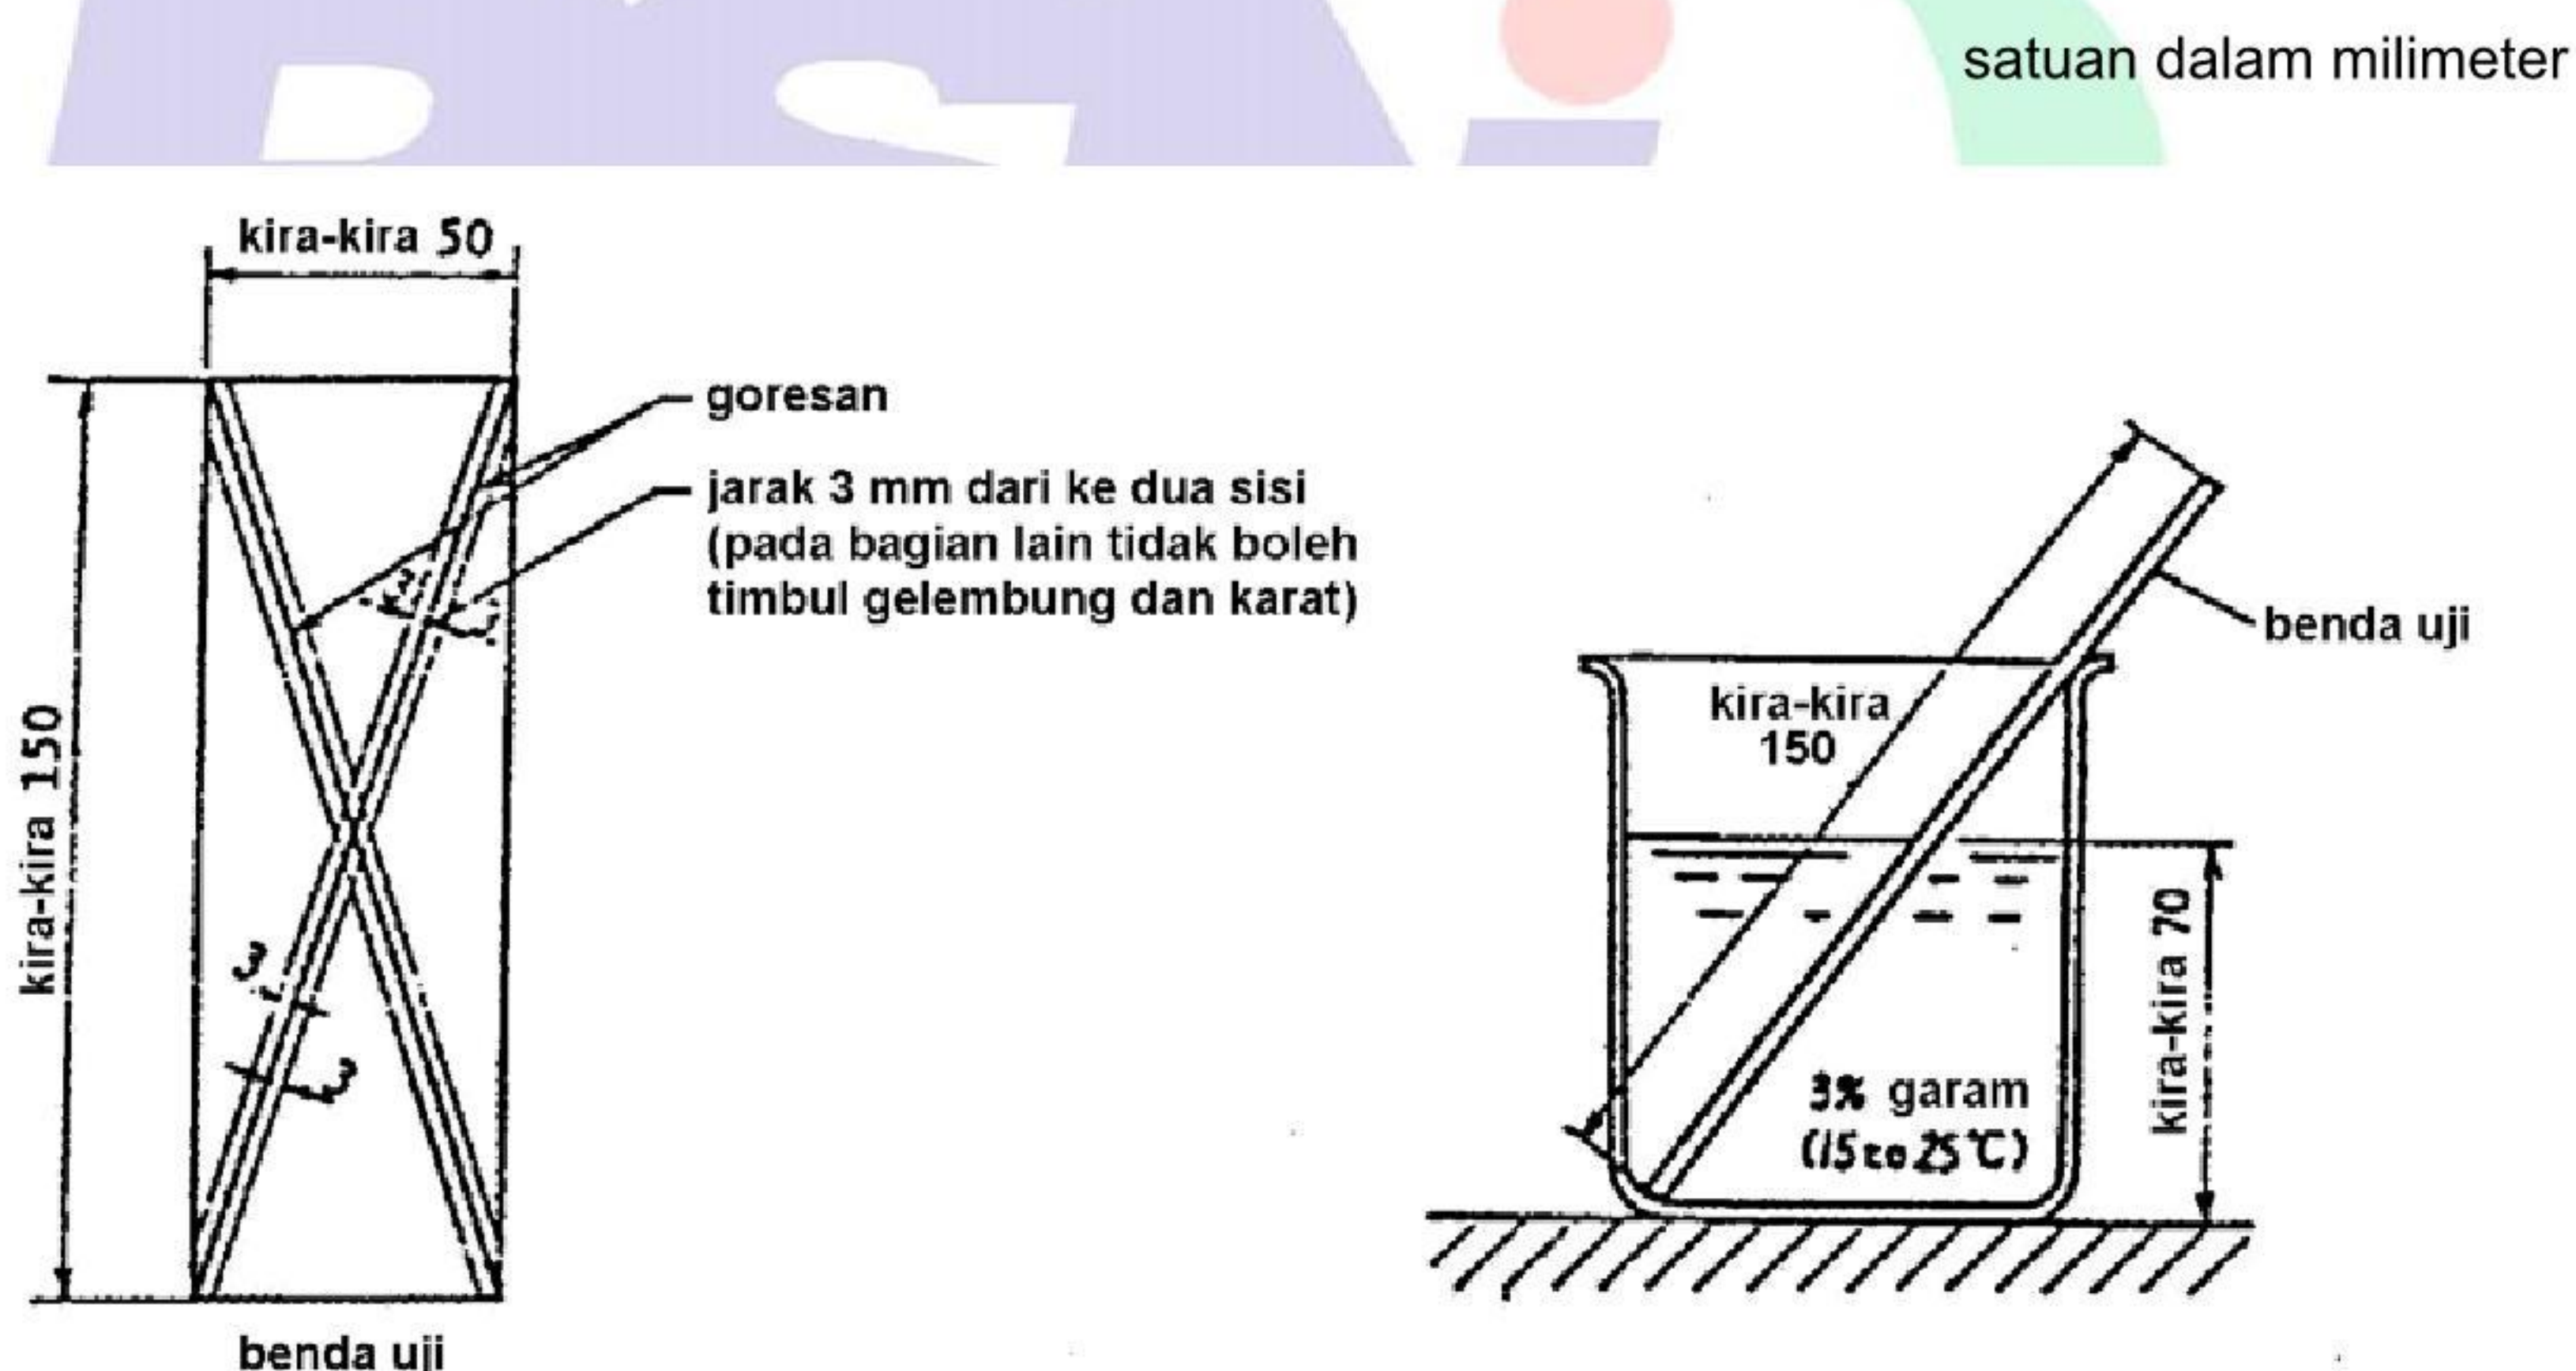 satuan dalam milimeter
kira-kira 50
goresan
jarak 3 mm dari ke dua sisi
(pada bagian lain tidak boleh
timbul gelembung dan karat)
kira-kira 150
3
3
3
benda uji
benda uji
kira-kira
150
kira-kira 70
3% garam
(15 to 25 °C)